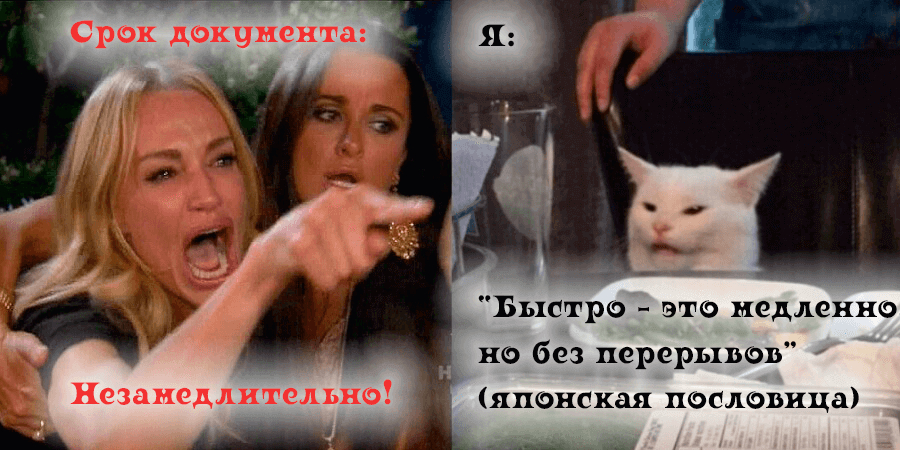 Срок документа:
Незамедлительно!
Я:
"Быстро - это медленно
но без перерывов"
(японская пословица)